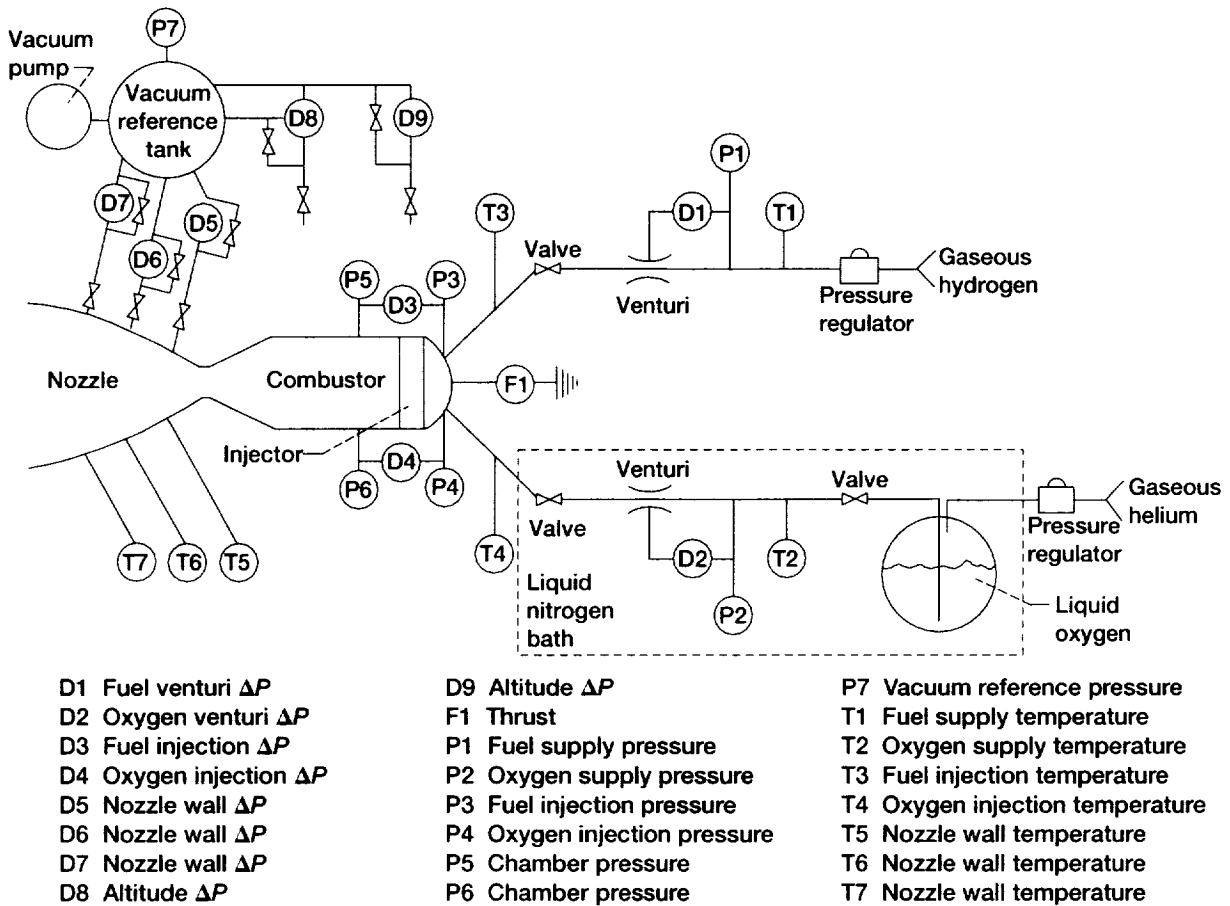 P7
Vacuum
pump
Vacuum
reference
tank
D8
D9
P1
D7
D5
T3
D1
T1
D6
Valve
Gaseous
hydrogen
P5
P3
D3
Venturi
Pressure
regulator
Nozzle
Combustor
F1
Injector
D4
Venturi
Valve
P6
P4
Valve
Gaseous
helium
Pressure
regulator
T7
T6
T5
T4
D2
T2
Liquid
nitrogen
bath
P2
Liquid
oxygen
D1 Fuel venturi ΔP
D2 Oxygen venturi ΔP
D3 Fuel injection ΔP
D4 Oxygen injection ΔP
D5 Nozzle wall ΔP
D6 Nozzle wall ΔP
D7 Nozzle wall ΔP
D8 Altitude ΔP
D9 Altitude ΔP
F1 Thrust
P1 Fuel supply pressure
P2 Oxygen supply pressure
P3 Fuel injection pressure
P4 Oxygen injection pressure
P5 Chamber pressure
P6 Chamber pressure
P7 Vacuum reference pressure
T1 Fuel supply temperature
T2 Oxygen supply temperature
T3 Fuel injection temperature
T4 Oxygen injection temperature
T5 Nozzle wall temperature
T6 Nozzle wall temperature
T7 Nozzle wall temperature